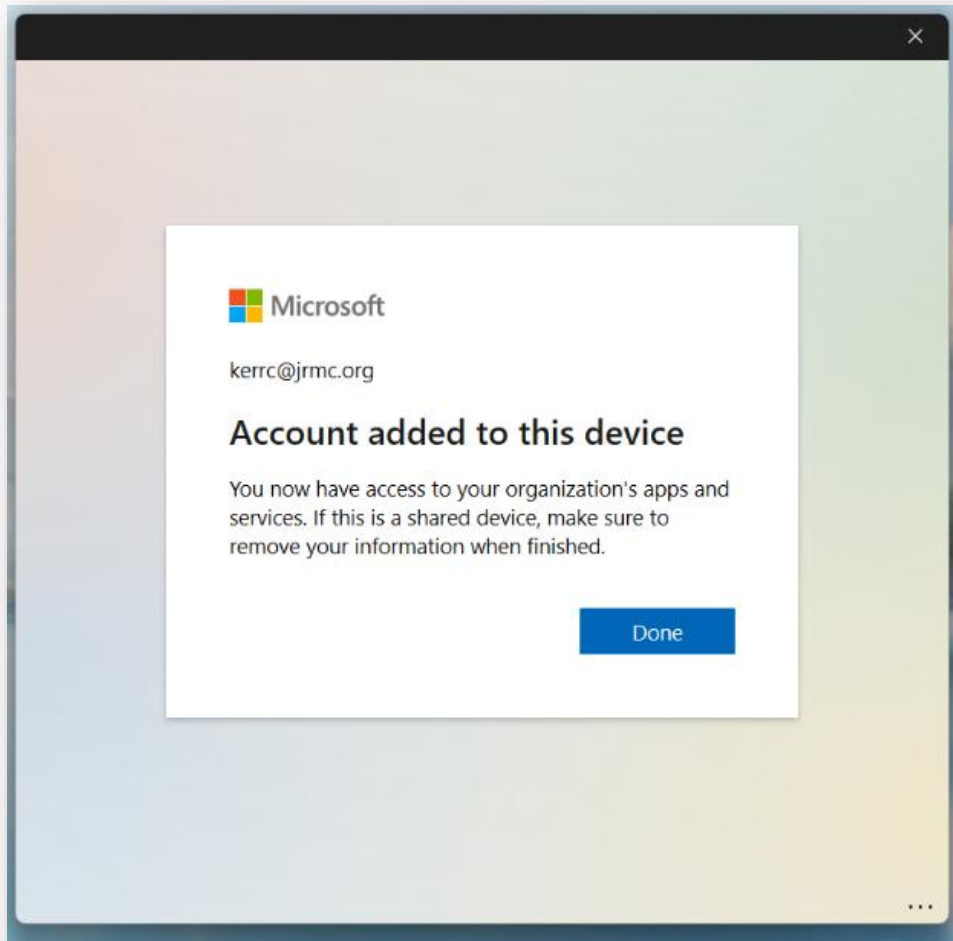 Microsoft
kerrc@jrmc.org
Account added to this device
You now have access to your organization's apps and
services. If this is a shared device, make sure to
remove your information when finished.
Done